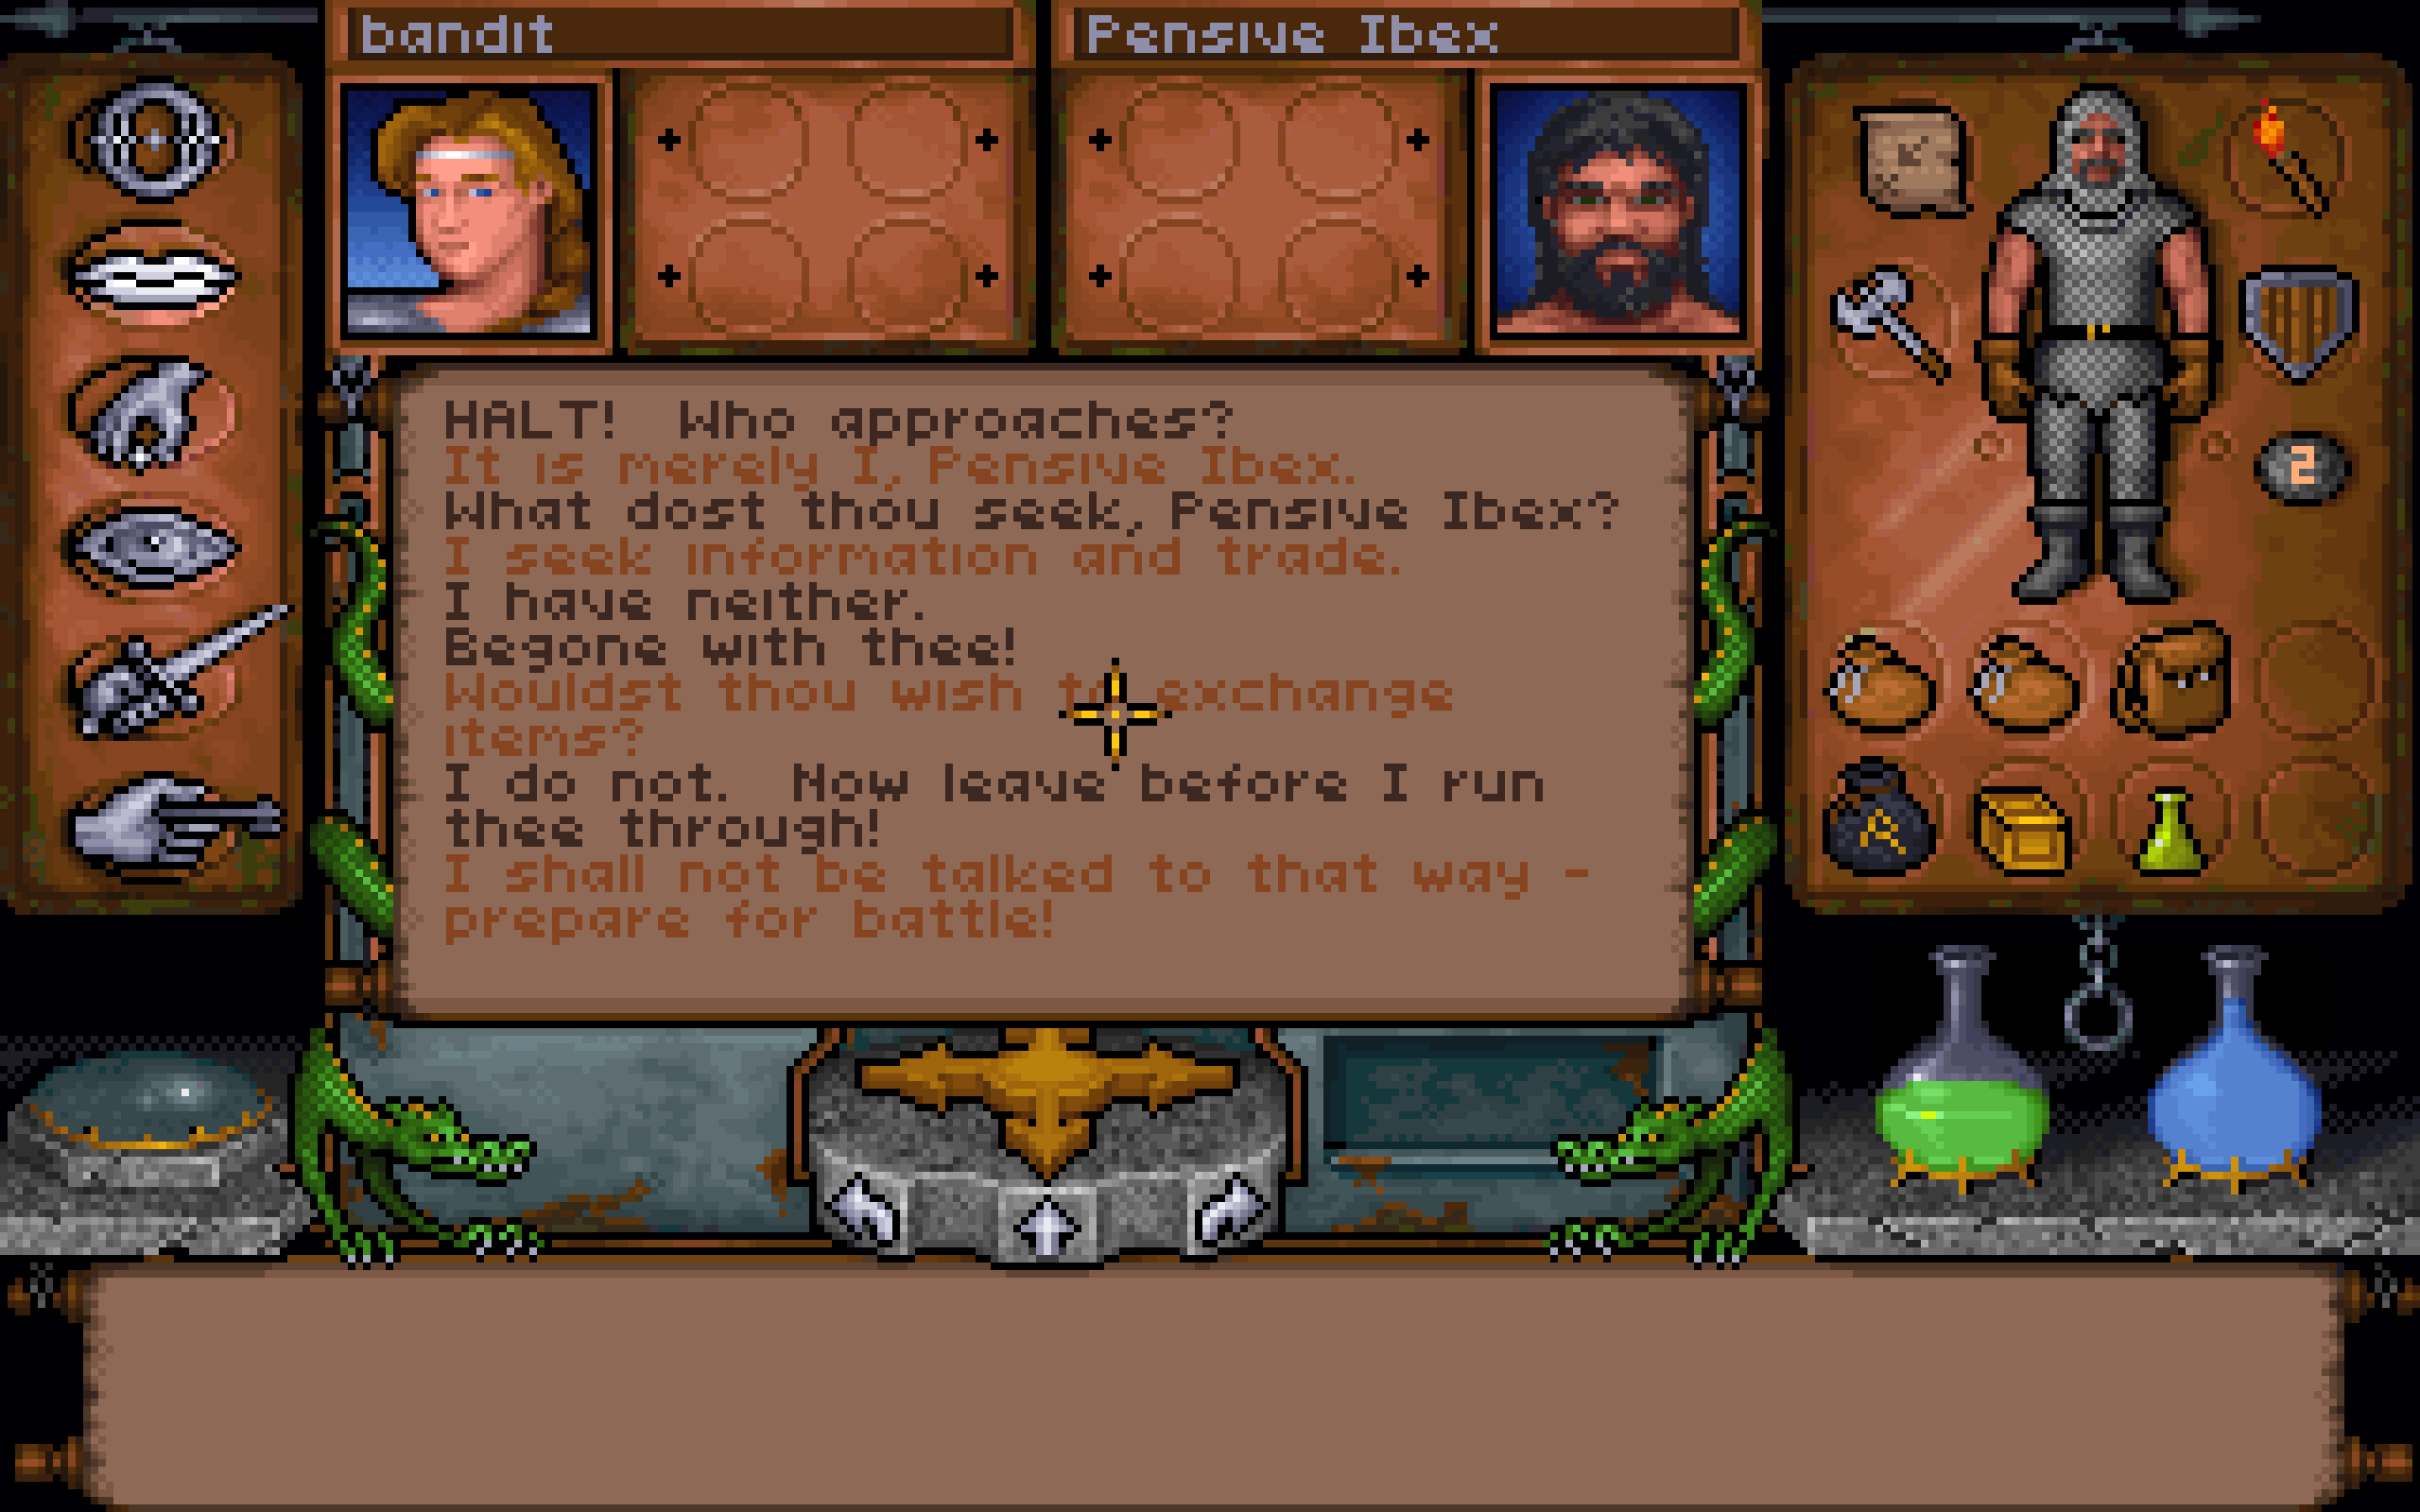 bandit
Pensive Ibex
HALT!  Who approaches?
It is merely I, Pensive Ibex.
What dost thou seek, Pensive Ibex?
I seek information and trade.
I have neither.
Begone with thee!
Wouldst thou wish to exchange
items?
I do not.  Now leave before I run
thee through!
I shall not be talked to that way -
prepare for battle!
2